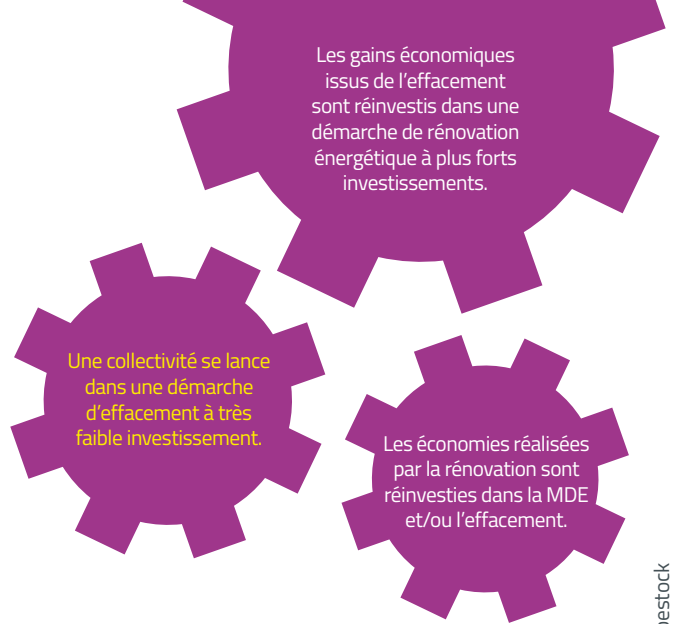 Les gains économiques
issus de l’effacement
sont réinvestis dans une
démarche de rénovation
énergétique à plus forts
investissements.
Une collectivité se lance
dans une démarche
d’effacement à très
faible investissement.
Les économies réalisées
par la rénovation sont
réinvesties dans la MDE
et/ou l’effacement.